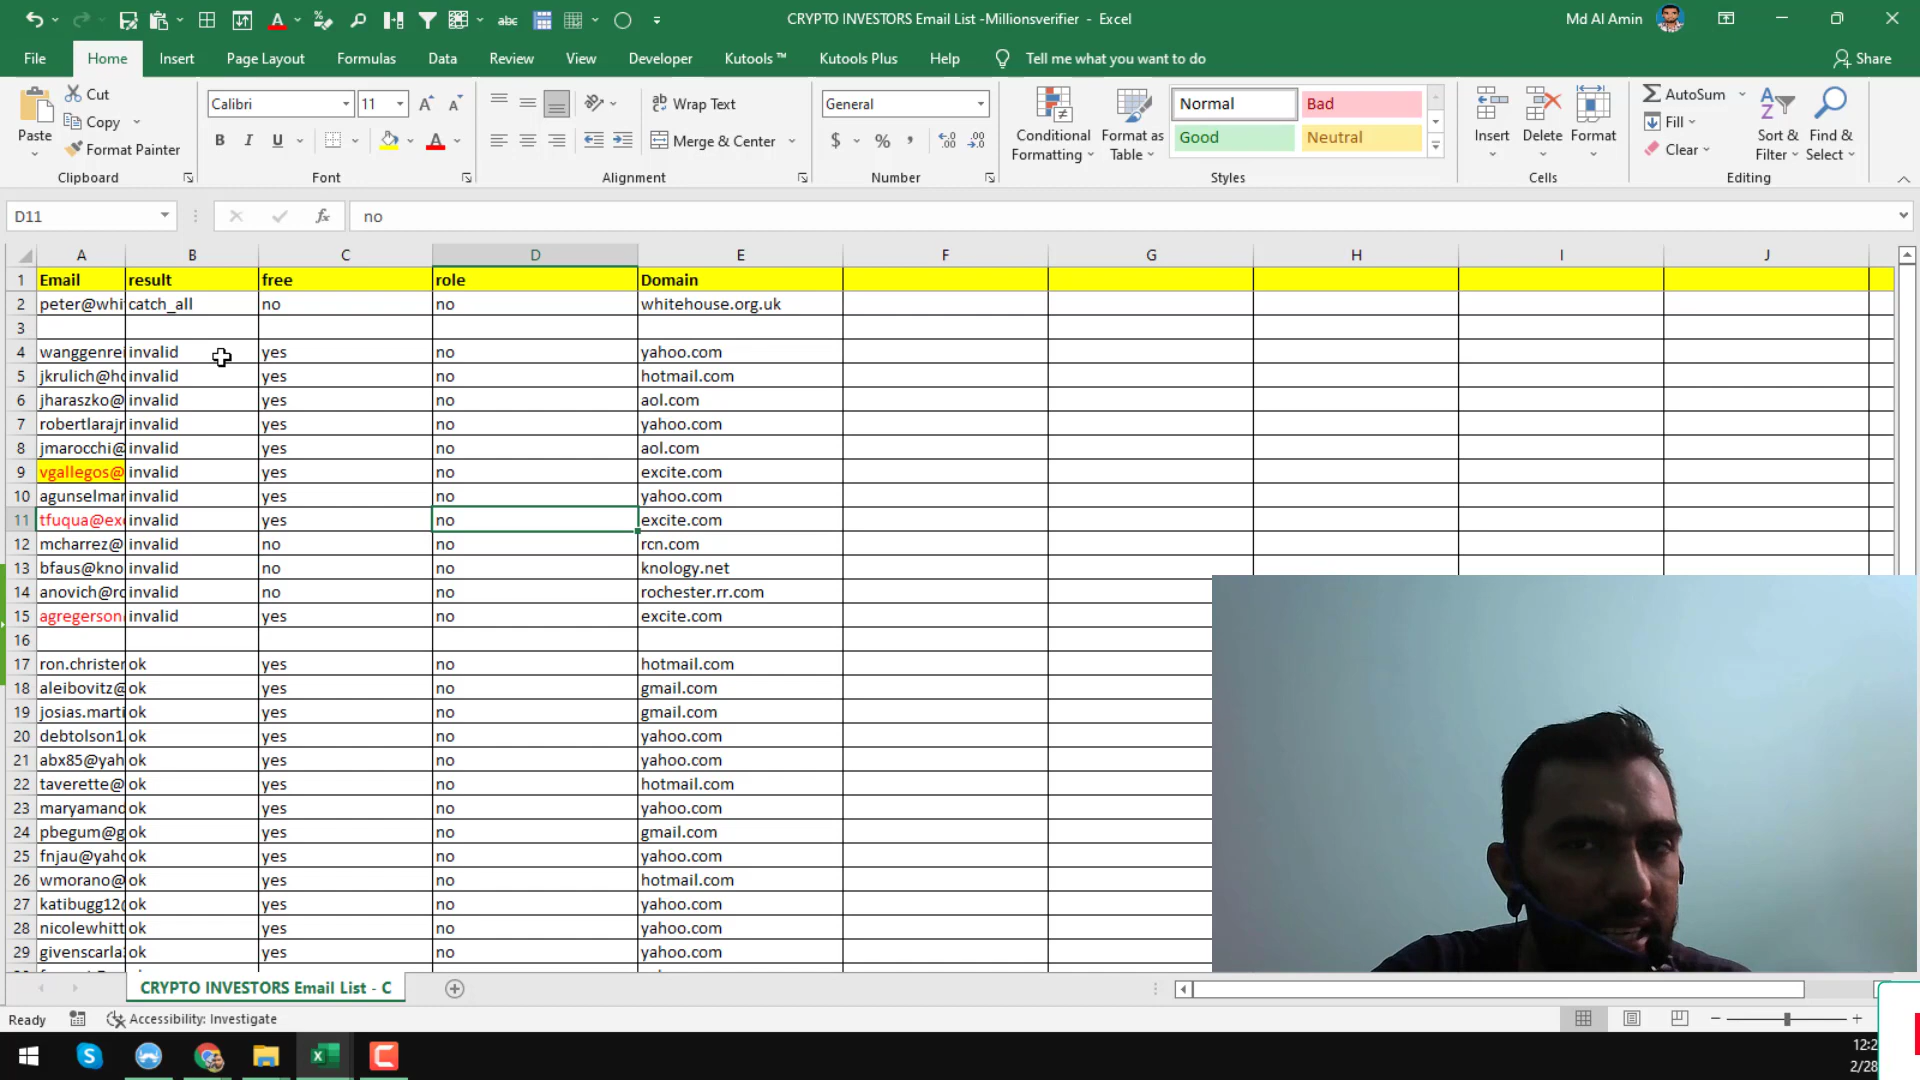 CRYPTO INVESTORS Email List -Millionsverifier - Excel
Md Al Amin
File Home Insert Page Layout Formulas Data Review View Developer Kutools ™ Kutools Plus Help Tell me what you want to do Share
Cut
Copy
Format Painter
Paste
Clipboard
Calibri 11
B I U
Font
Wrap Text
Merge & Center
Alignment
General
$ % ,
Number
Conditional Formatting
Format as Table
Normal Bad
Good Neutral
Styles
Insert Delete Format
Cells
AutoSum
Fill
Clear
Sort & Filter
Find & Select
Editing
D11 fx no
A B C D E F G H I J
1 Email result free role Domain
2 peter@whi catch_all no no whitehouse.org.uk
3
4 wanggenrei invalid yes no yahoo.com
5 jkrulich@ho invalid yes no hotmail.com
6 jharaszko@ invalid yes no aol.com
7 robertlarajr invalid yes no yahoo.com
8 jmarocchi@ invalid yes no aol.com
9 vgallegos@ invalid yes no excite.com
10 agunselmar invalid yes no yahoo.com
11 tfuqua@exc invalid yes no excite.com
12 mcharrez@ invalid no no rcn.com
13 bfaus@kno invalid no no knology.net
14 anovich@ro invalid no no rochester.rr.com
15 agregerson invalid yes no excite.com
16
17 ron.christer ok yes no hotmail.com
18 aleibovitz@ ok yes no gmail.com
19 josias.marti ok yes no gmail.com
20 debtolson1 ok yes no yahoo.com
21 abx85@yah ok yes no yahoo.com
22 taverette@ ok yes no hotmail.com
23 maryamand ok yes no yahoo.com
24 pbegum@g ok yes no gmail.com
25 fnjau@yaho ok yes no yahoo.com
26 wmorano@ ok yes no hotmail.com
27 katibugg12 ok yes no yahoo.com
28 nicolewhitt ok yes no yahoo.com
29 givenscarla ok yes no yahoo.com
CRYPTO INVESTORS Email List - C
Ready Accessibility: Investigate
12:2
2/28